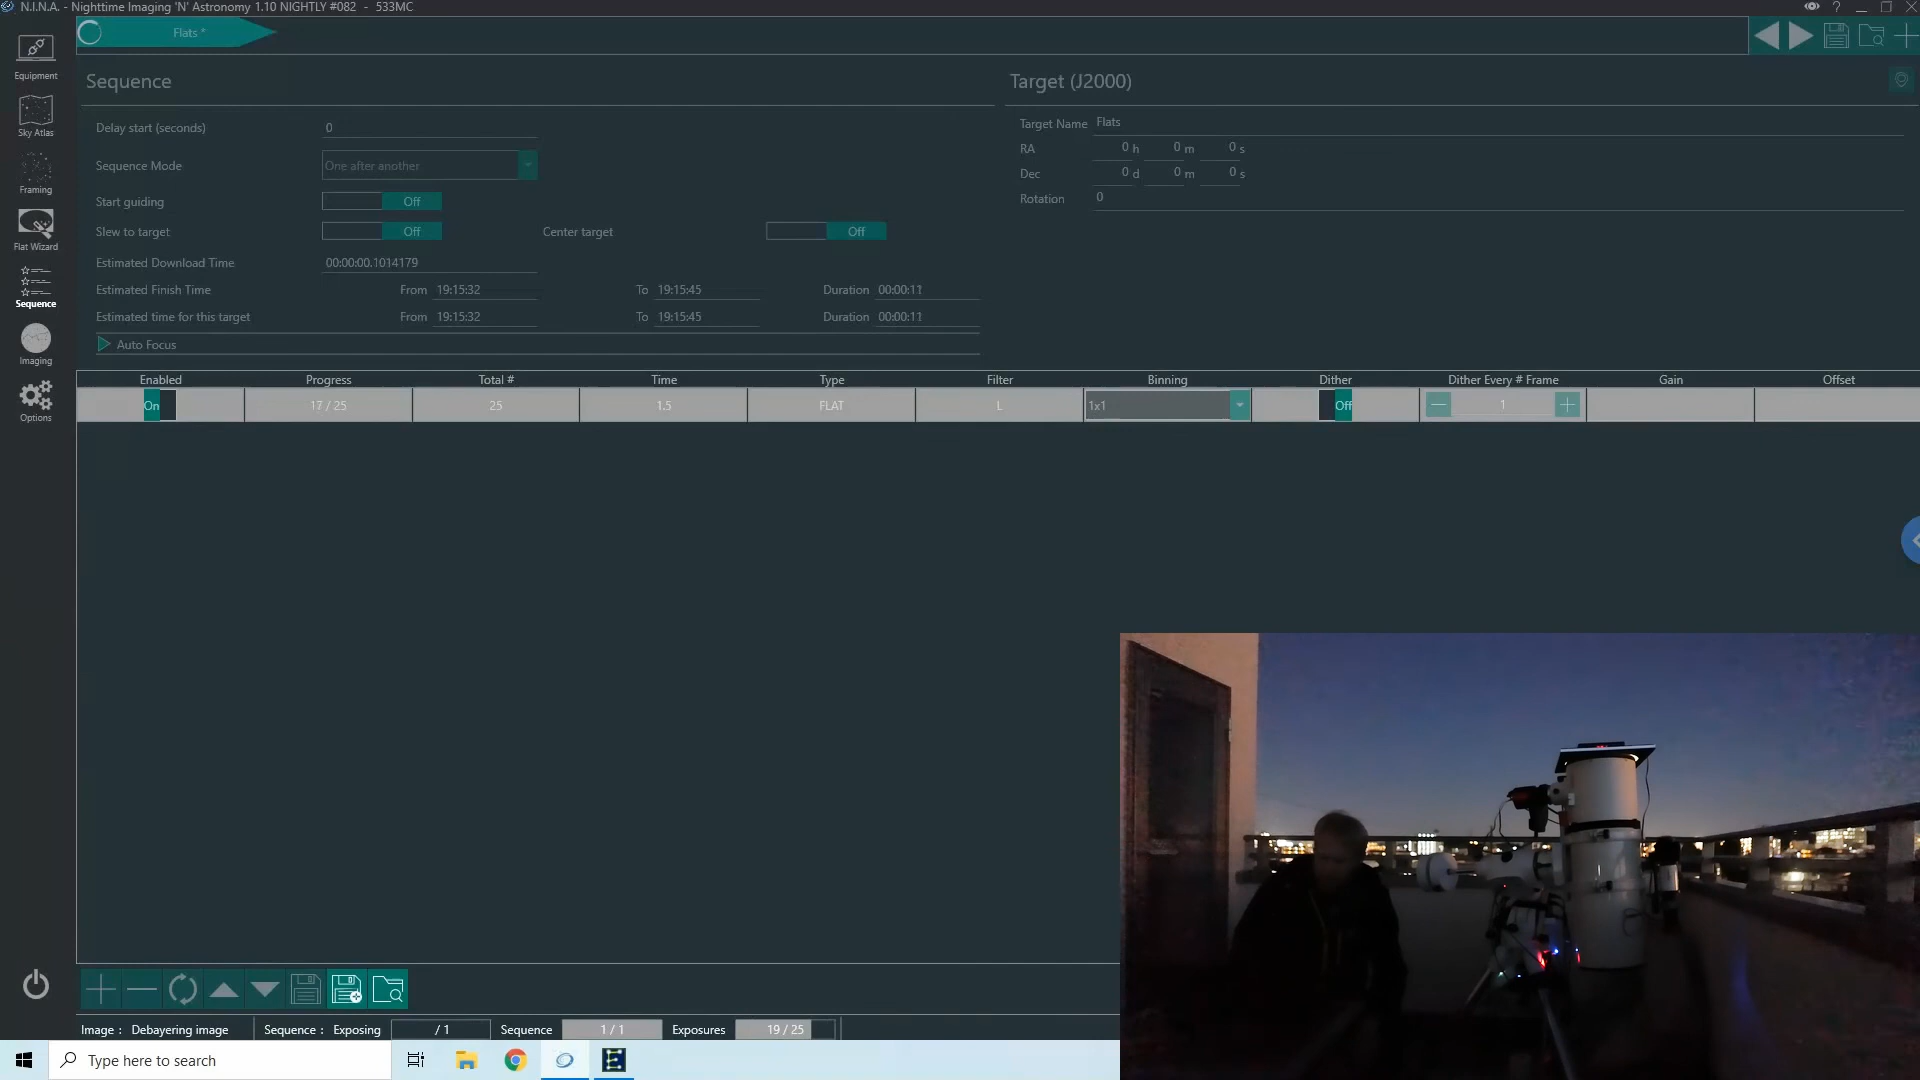 N.I.N.A. - Nighttime Imaging 'N' Astronomy 1.10 NIGHTLY #082 - 533MC
Flats *
Equipment
Sky Atlas
Framing
Flat Wizard
Sequence
Imaging
Options
Sequence
Delay start (seconds) 0
Sequence Mode One after another
Start guiding Off
Slew to target Off Center target Off
Estimated Download Time 00:00:00.1014179
Estimated Finish Time From 19:15:32 To 19:15:45 Duration 00:00:11
Estimated time for this target From 19:15:32 To 19:15:45 Duration 00:00:11
Auto Focus
Target (J2000)
Target Name Flats
RA 0 h 0 m 0 s
Dec 0 d 0 m 0 s
Rotation 0
Enabled Progress Total # Time Type Filter Binning Dither Dither Every # Frame Gain Offset
On 17 / 25 25 1.5 FLAT L 1x1 Off 1
Image : Debayering image Sequence : Exposing / 1 Sequence 1 / 1 Exposures 19 / 25
Type here to search